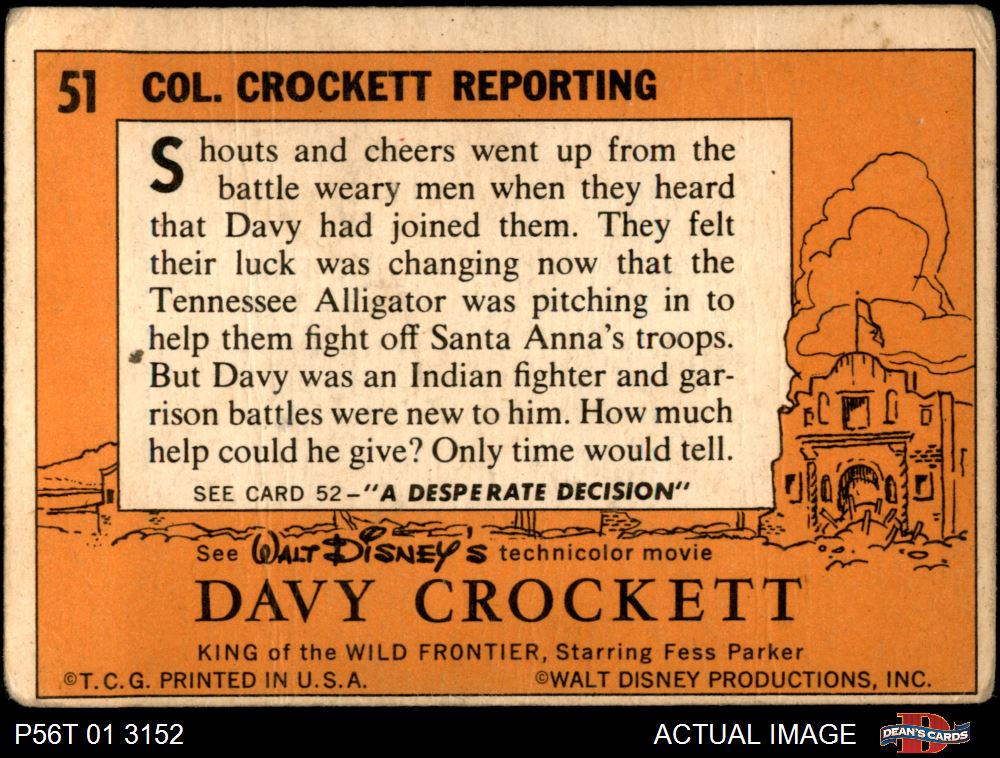 51 COL. CROCKETT REPORTING
Shouts and cheers went up from the
battle weary men when they heard
that Davy had joined them. They felt
their luck was changing now that the
Tennessee Alligator was pitching in to
help them fight off Santa Anna's troops.
But Davy was an Indian fighter and gar-
rison battles were new to him. How much
help could he give? Only time would tell.
SEE CARD 52-"A DESPERATE DECISION"
See WALT DISNEY'S technicolor movie
DAVY CROCKETT
KING of the WILD FRONTIER, Starring Fess Parker
©T.C.G. PRINTED IN U.S.A. ©WALT DISNEY PRODUCTIONS, INC.
P56T 01 3152 ACTUAL IMAGE D DEAN'S CARDS